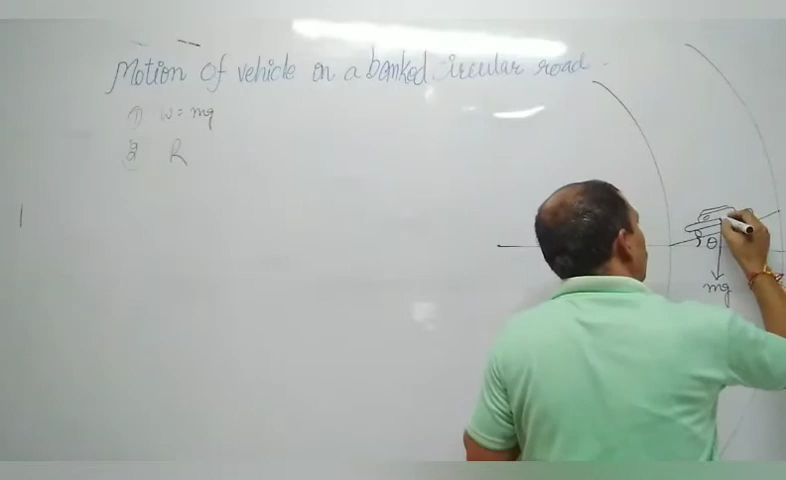 Motion of vehicle on a banked circular road.
① w = mg
② R
θ
mg